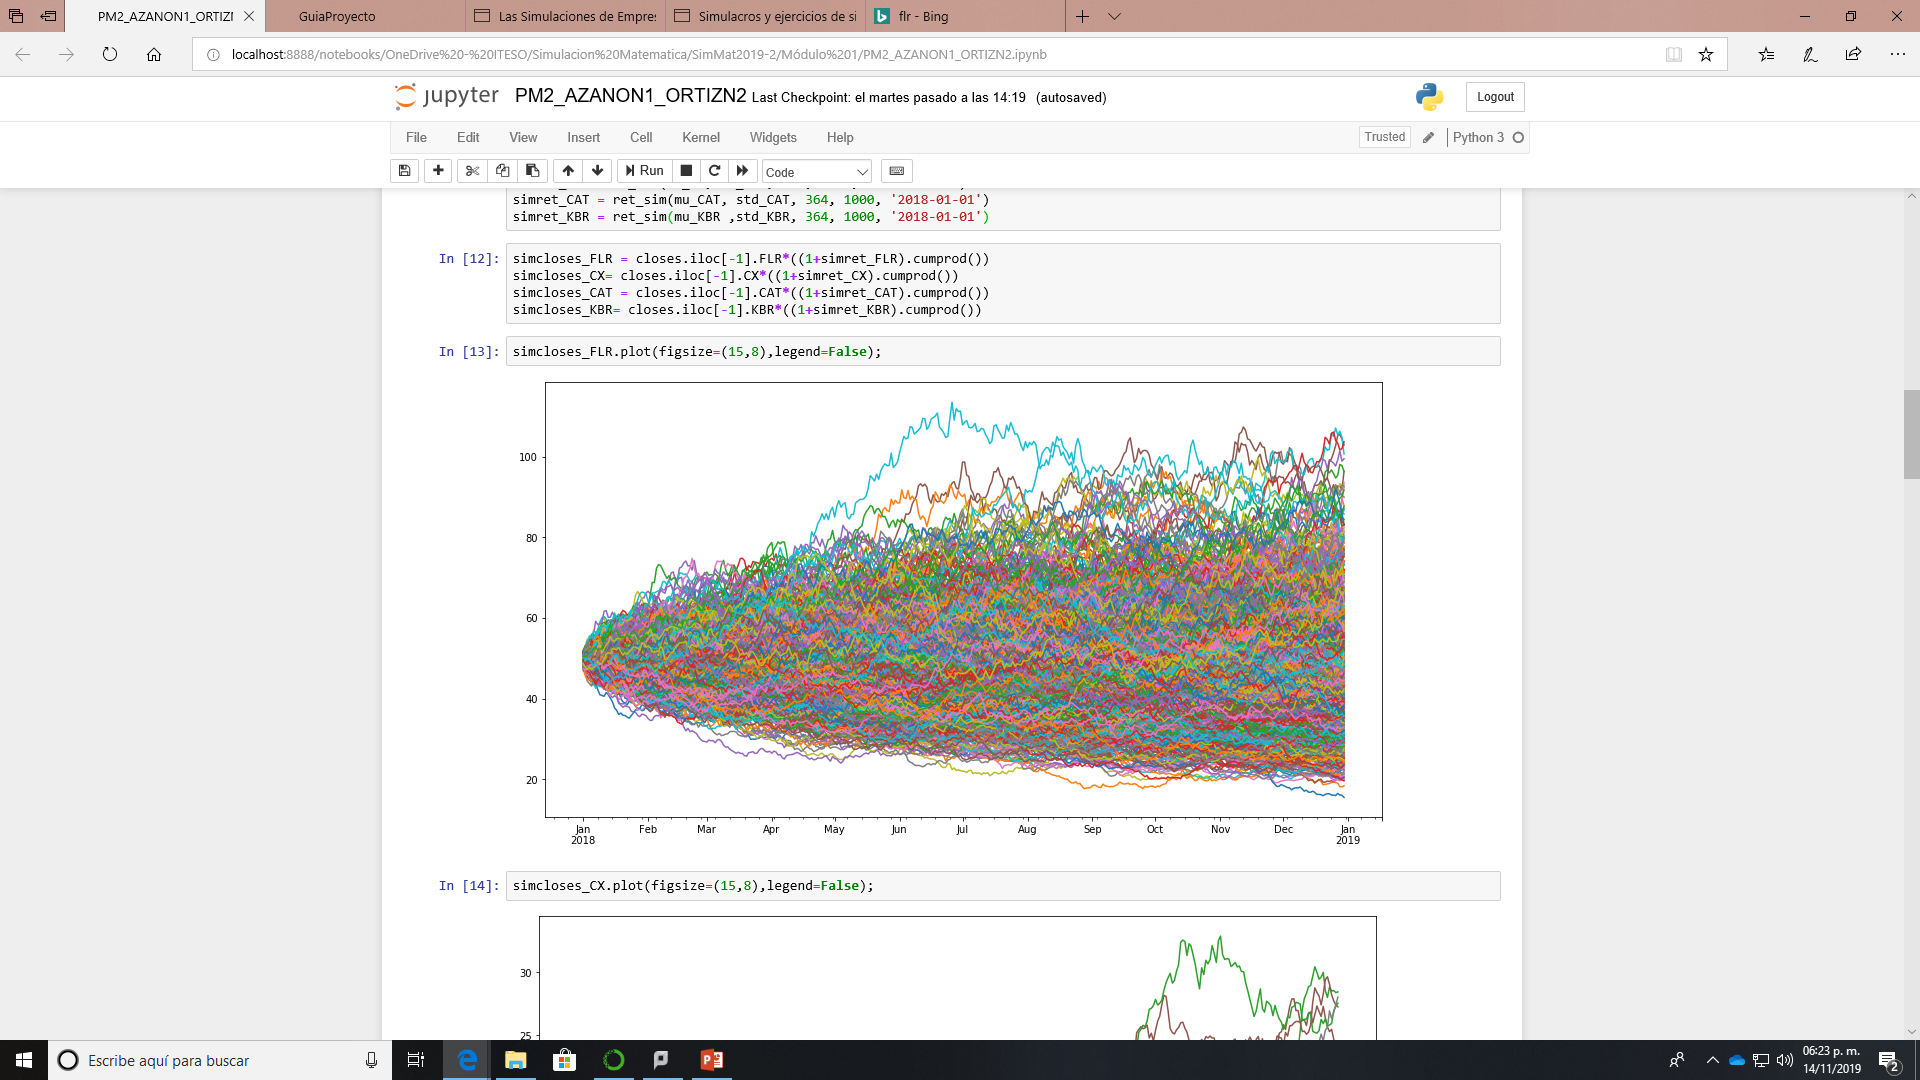 PM2_AZANON1_ORTIZI
GuiaProyecto
Las Simulaciones de Empres
Simulacros y ejercicios de si
flr - Bing
localhost:8888/notebooks/OneDrive%20-%20ITESO/Simulacion%20Matematica/SimMat2019-2/Módulo%201/PM2_AZANON1_ORTIZN2.ipynb
jupyter PM2_AZANON1_ORTIZN2 Last Checkpoint: el martes pasado a las 14:19 (autosaved)
Logout
File Edit View Insert Cell Kernel Widgets Help
Trusted Python 3
Run Code
simret_CAT = ret_sim(mu_CAT, std_CAT, 364, 1000, '2018-01-01')
simret_KBR = ret_sim(mu_KBR ,std_KBR, 364, 1000, '2018-01-01')
In [12]: simcloses_FLR = closes.iloc[-1].FLR*((1+simret_FLR).cumprod())
simcloses_CX= closes.iloc[-1].CX*((1+simret_CX).cumprod())
simcloses_CAT = closes.iloc[-1].CAT*((1+simret_CAT).cumprod())
simcloses_KBR= closes.iloc[-1].KBR*((1+simret_KBR).cumprod())
In [13]: simcloses_FLR.plot(figsize=(15,8),legend=False);
100
80
60
40
20
Jan Feb Mar Apr May Jun Jul Aug Sep Oct Nov Dec Jan
2018 2019
In [14]: simcloses_CX.plot(figsize=(15,8),legend=False);
30
25
Escribe aquí para buscar
06:23 p. m.
14/11/2019
2